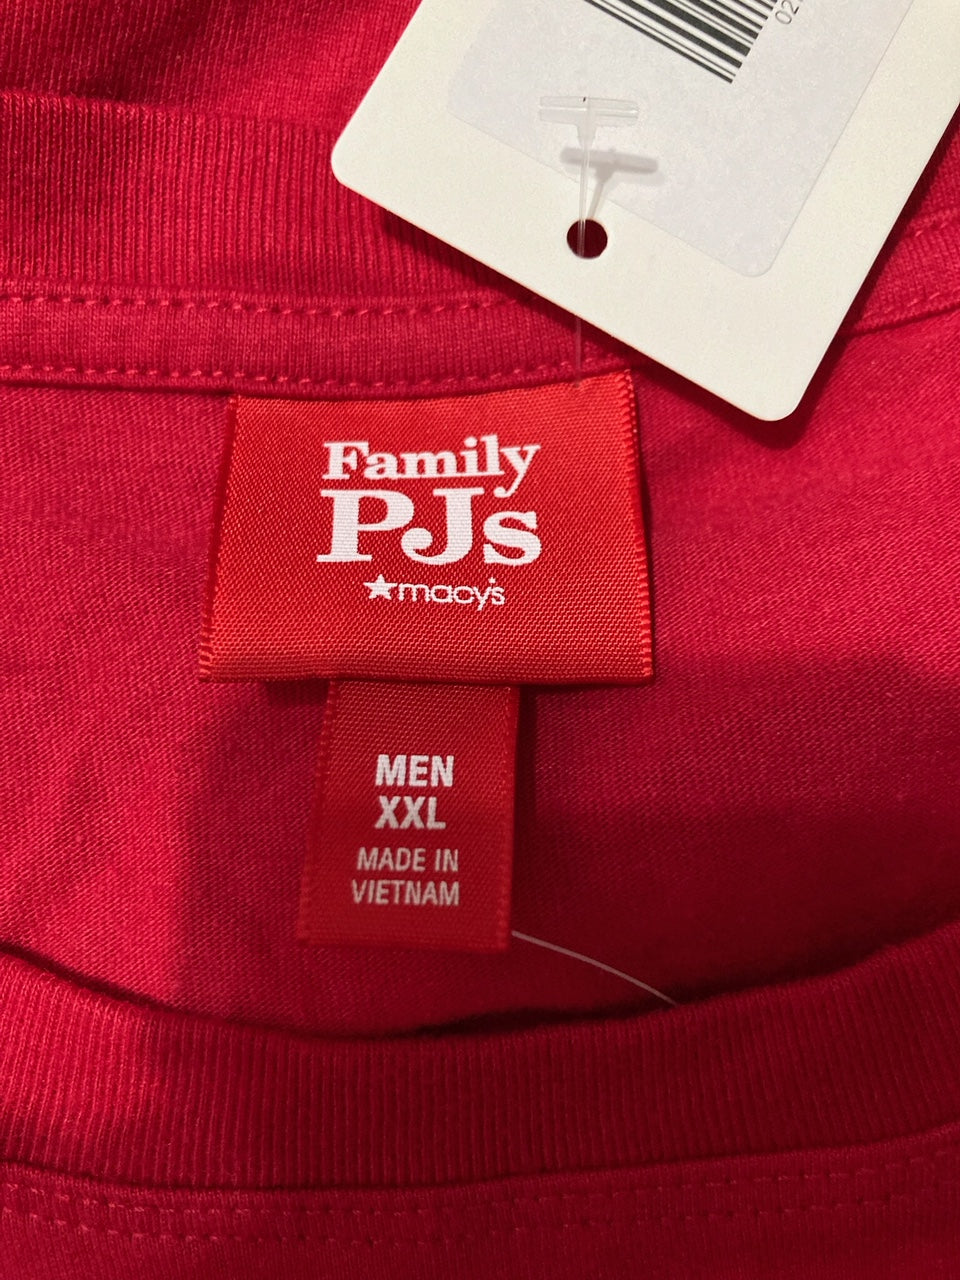 Family
PJs
★macy's
MEN
XXL
MADE IN
VIETNAM